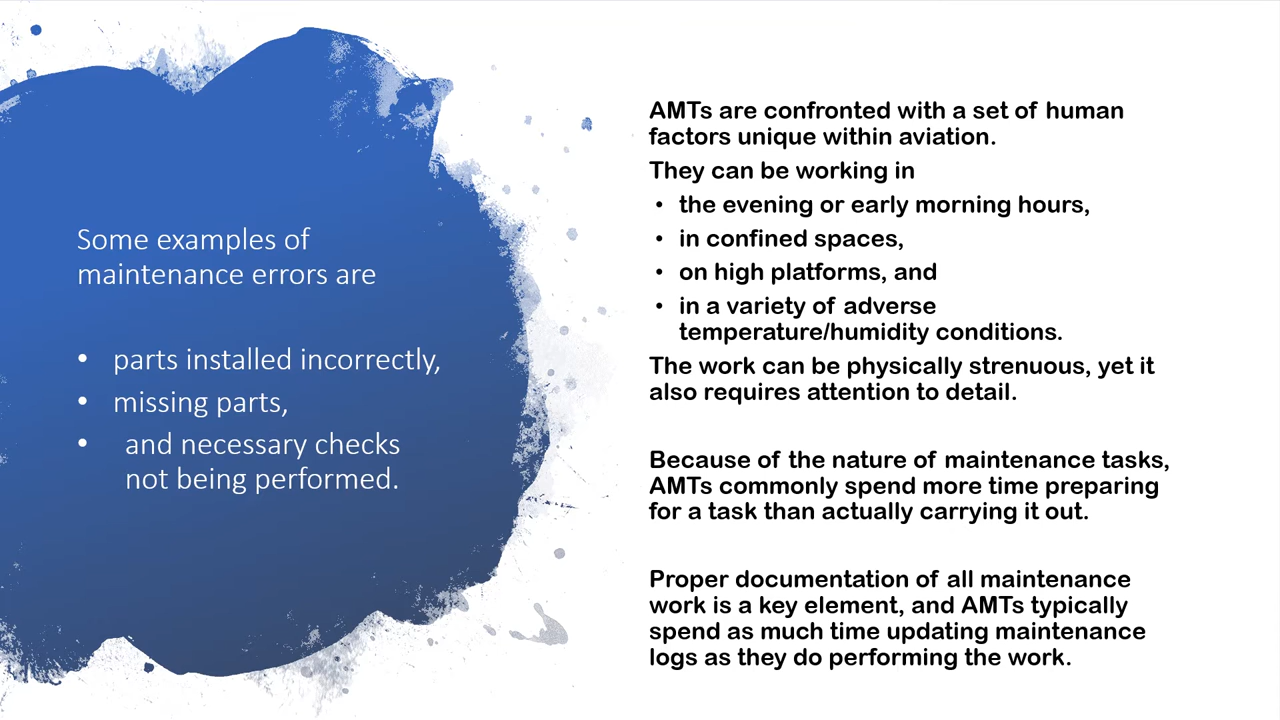 Some examples of
maintenance errors are
• parts installed incorrectly,
• missing parts,
• and necessary checks
not being performed.
AMTs are confronted with a set of human
factors unique within aviation.
They can be working in
• the evening or early morning hours,
• in confined spaces,
• on high platforms, and
• in a variety of adverse
temperature/humidity conditions.
The work can be physically strenuous, yet it
also requires attention to detail.
Because of the nature of maintenance tasks,
AMTs commonly spend more time preparing
for a task than actually carrying it out.
Proper documentation of all maintenance
work is a key element, and AMTs typically
spend as much time updating maintenance
logs as they do performing the work.